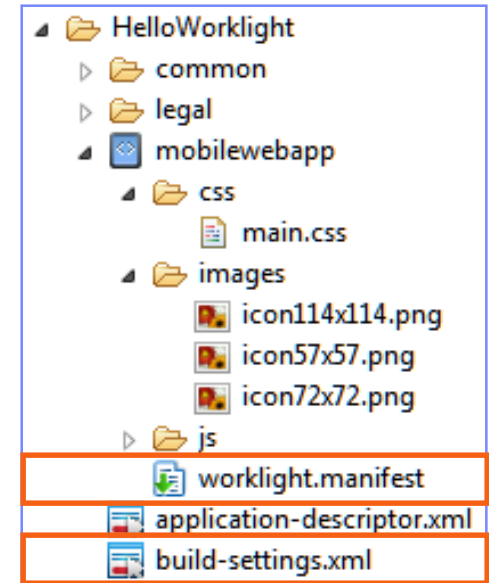 HelloWorklight
common
legal
mobilewebapp
css
main.css
images
icon114x114.png
icon57x57.png
icon72x72.png
js
worklight.manifest
application-descriptor.xml
build-settings.xml